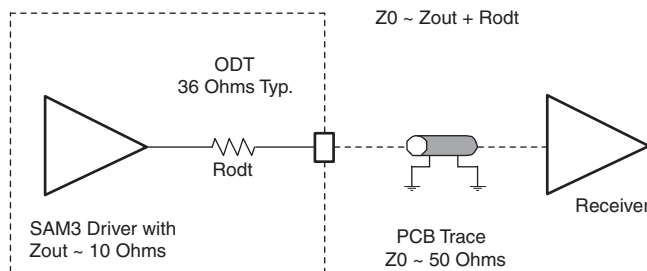 Z0 ~ Zout + Rodt
ODT
36 Ohms Typ.
Rodt
Receiver
SAM3 Driver with
Zout ~ 10 Ohms
PCB Trace
Z0 ~ 50 Ohms